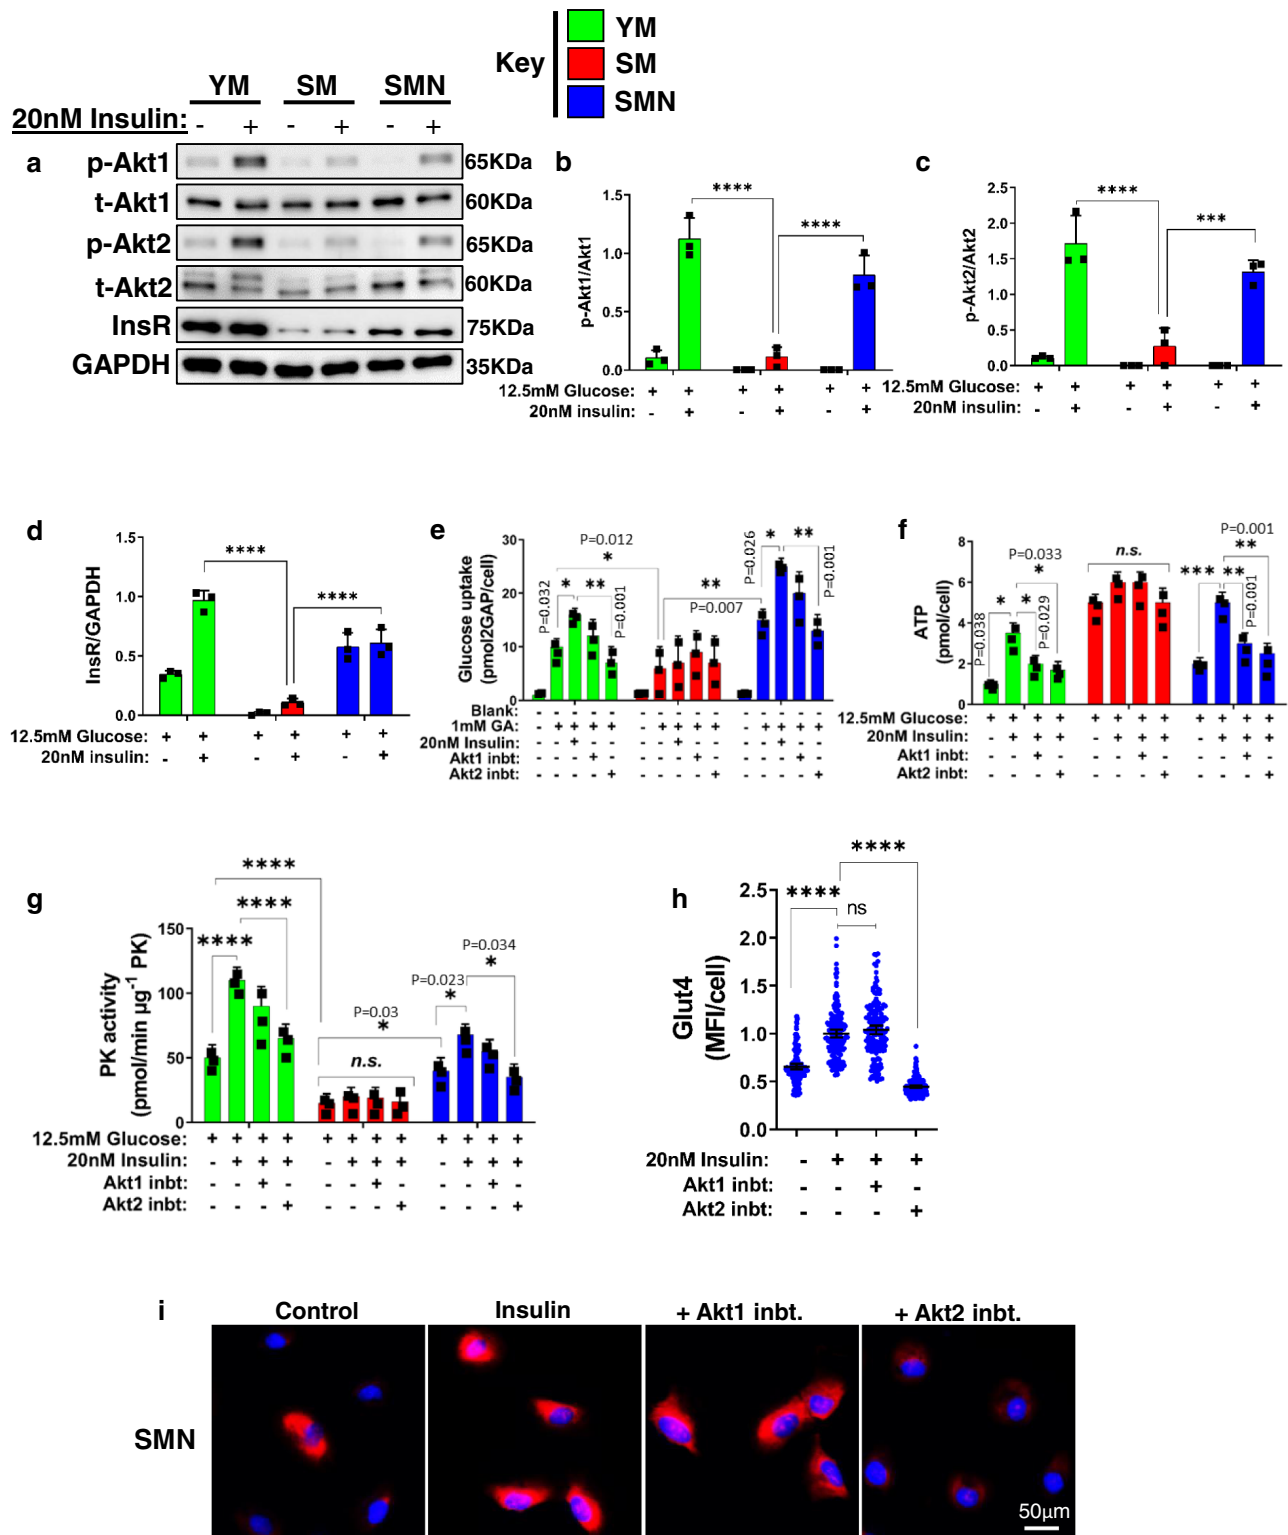 Key
YM
SM
SMN
YM SM SMN
20nM Insulin: - + - + - +
a
p-Akt1 65KDa
t-Akt1 60KDa
p-Akt2 65KDa
t-Akt2 60KDa
InsR 75KDa
GAPDH 35KDa
b
p-Akt1/Akt1
1.5
1.0
0.5
0.0
**** ****
12.5mM Glucose: + + + + + +
20nM insulin: - + - + - +
c
p-Akt2/Akt2
2.5
2.0
1.5
1.0
0.5
0.0
**** ***
12.5mM Glucose: + + + + + +
20nM insulin: - + - + - +
d
InsR/GAPDH
1.5
1.0
0.5
0.0
**** ****
12.5mM Glucose: + + + + + +
20nM insulin: - + - + - +
e
Glucose uptake
(pmol2GAP/cell)
30
20
10
0
P=0.012
*
P=0.032
* **
P=0.001
**
P=0.007
P=0.026
* **
P=0.001
Blank: - - - - - - - - - - - - - - -
1mM GA: - + + + + - + + + + - + + + +
20nM Insulin: - - + - - - - + - - - - + - -
Akt1 inbt: - - - + - - - - + - - - - + -
Akt2 inbt: - - - - + - - - - + - - - - +
f
ATP
(pmol/cell)
8
6
4
2
0
P=0.038
*
P=0.033
*
*
P=0.029
n.s.
P=0.001
**
*** **
P=0.001
12.5mM Glucose: + + + + + + + + + + + +
20nM Insulin: - + + + - + + + - + + +
Akt1 inbt: - - + - - - + - - - + -
Akt2 inbt: - - - + - - - + - - - +
g
PK activity
(pmol/min µg-1 PK)
150
100
50
0
****
****
****
P=0.03
*
n.s.
P=0.023
*
P=0.034
*
12.5mM Glucose: + + + + + + + + + + + +
20nM Insulin: - + + + - + + + - + + +
Akt1 inbt: - - + - - - + - - - + -
Akt2 inbt: - - - + - - - + - - - +
h
Glut4
(MFI/cell)
2.5
2.0
1.5
1.0
0.5
0.0
****
****
ns
20nM Insulin: - + + +
Akt1 inbt: - - + -
Akt2 inbt: - - - +
i
Control Insulin + Akt1 inbt. + Akt2 inbt.
SMN
50µm